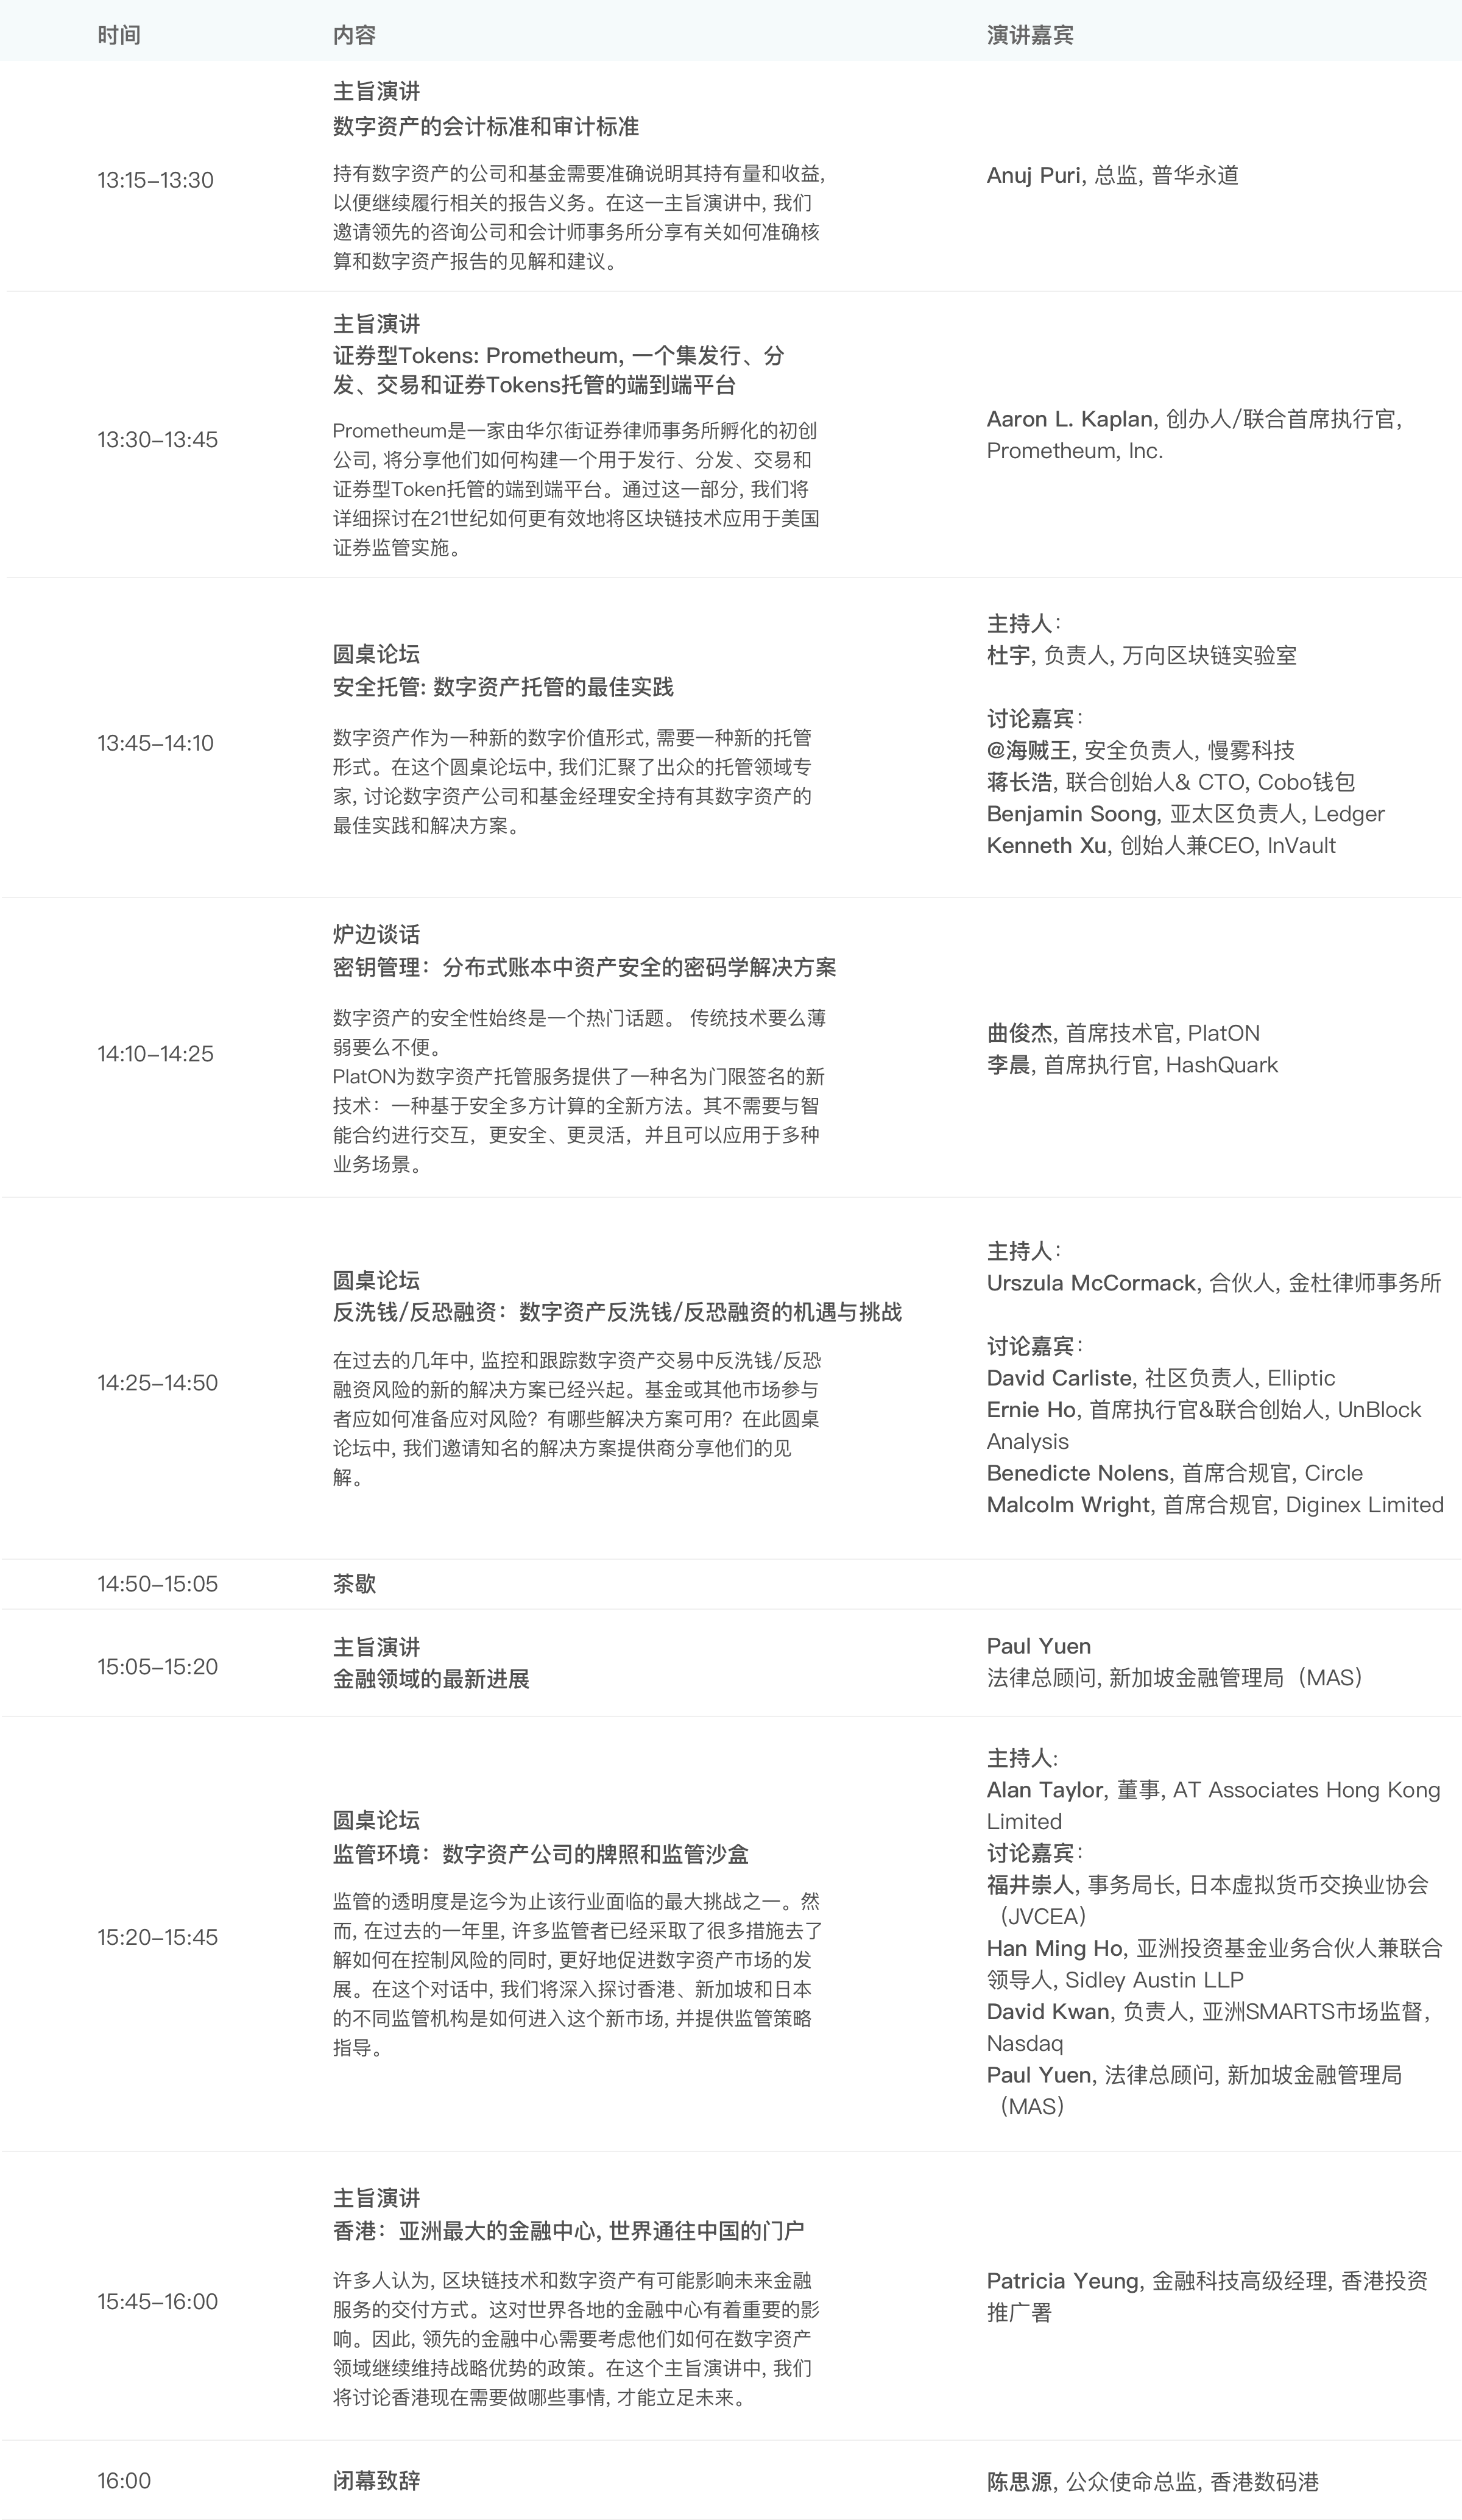 时间 内容 演讲嘉宾
13:15–13:30
主旨演讲
数字资产的会计标准和审计标准
持有数字资产的公司和基金需要准确说明其持有量和收益,
以便继续履行相关的报告义务。在这一主旨演讲中, 我们
邀请领先的咨询公司和会计师事务所分享有关如何准确核
算和数字资产报告的见解和建议。
Anuj Puri, 总监, 普华永道
13:30–13:45
主旨演讲
证券型Tokens: Prometheum, 一个集发行、分
发、交易和证券Tokens托管的端到端平台
Prometheum是一家由华尔街证券律师事务所孵化的初创
公司, 将分享他们如何构建一个用于发行、分发、交易和
证券型Token托管的端到端平台。通过这一部分, 我们将
详细探讨在21世纪如何更有效地将区块链技术应用于美国
证券监管实施。
Aaron L. Kaplan, 创办人/联合首席执行官,
Prometheum, Inc.
13:45–14:10
圆桌论坛
安全托管: 数字资产托管的最佳实践
数字资产作为一种新的数字价值形式, 需要一种新的托管
形式。在这个圆桌论坛中, 我们汇聚了出众的托管领域专
家, 讨论数字资产公司和基金经理安全持有其数字资产的
最佳实践和解决方案。
主持人：
杜宇, 负责人, 万向区块链实验室
讨论嘉宾：
@海贼王, 安全负责人, 慢雾科技
蒋长浩, 联合创始人& CTO, Cobo钱包
Benjamin Soong, 亚太区负责人, Ledger
Kenneth Xu, 创始人兼CEO, InVault
14:10–14:25
炉边谈话
密钥管理：分布式账本中资产安全的密码学解决方案
数字资产的安全性始终是一个热门话题。 传统技术要么薄
弱要么不便。
PlatON为数字资产托管服务提供了一种名为门限签名的新
技术：一种基于安全多方计算的全新方法。其不需要与智
能合约进行交互，更安全、更灵活，并且可以应用于多种
业务场景。
曲俊杰, 首席技术官, PlatON
李晨, 首席执行官, HashQuark
14:25–14:50
圆桌论坛
反洗钱/反恐融资：数字资产反洗钱/反恐融资的机遇与挑战
在过去的几年中, 监控和跟踪数字资产交易中反洗钱/反恐
融资风险的新的解决方案已经兴起。基金或其他市场参与
者应如何准备应对风险？有哪些解决方案可用？在此圆桌
论坛中, 我们邀请知名的解决方案提供商分享他们的见
解。
主持人：
Urszula McCormack, 合伙人, 金杜律师事务所
讨论嘉宾：
David Carliste, 社区负责人, Elliptic
Ernie Ho, 首席执行官&联合创始人, UnBlock
Analysis
Benedicte Nolens, 首席合规官, Circle
Malcolm Wright, 首席合规官, Diginex Limited
14:50–15:05 茶歇
15:05–15:20
主旨演讲
金融领域的最新进展
Paul Yuen
法律总顾问, 新加坡金融管理局（MAS）
15:20–15:45
圆桌论坛
监管环境：数字资产公司的牌照和监管沙盒
监管的透明度是迄今为止该行业面临的最大挑战之一。然
而, 在过去的一年里, 许多监管者已经采取了很多措施去了
解如何在控制风险的同时, 更好地促进数字资产市场的发
展。在这个对话中, 我们将深入探讨香港、新加坡和日本
的不同监管机构是如何进入这个新市场, 并提供监管策略
指导。
主持人:
Alan Taylor, 董事, AT Associates Hong Kong
Limited
讨论嘉宾：
福井崇人, 事务局长, 日本虚拟货币交换业协会
（JVCEA）
Han Ming Ho, 亚洲投资基金业务合伙人兼联合
领导人, Sidley Austin LLP
David Kwan, 负责人, 亚洲SMARTS市场监督,
Nasdaq
Paul Yuen, 法律总顾问, 新加坡金融管理局
（MAS）
15:45–16:00
主旨演讲
香港：亚洲最大的金融中心, 世界通往中国的门户
许多人认为, 区块链技术和数字资产有可能影响未来金融
服务的交付方式。这对世界各地的金融中心有着重要的影
响。因此, 领先的金融中心需要考虑他们如何在数字资产
领域继续维持战略优势的政策。在这个主旨演讲中, 我们
将讨论香港现在需要做哪些事情, 才能立足未来。
Patricia Yeung, 金融科技高级经理, 香港投资
推广署
16:00 闭幕致辞 陈思源, 公众使命总监, 香港数码港